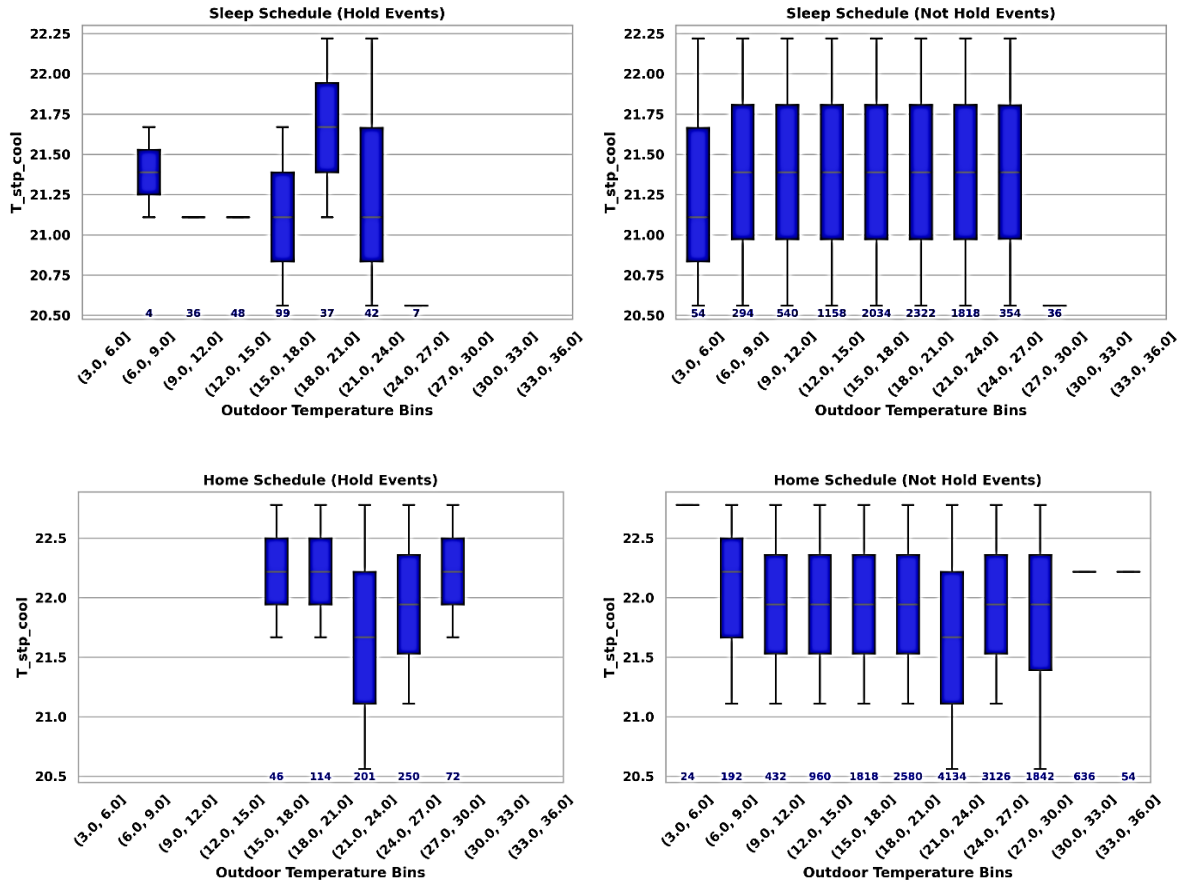 Sleep Schedule (Hold Events)
22.25
22.00
21.75
21.50
21.25
21.00
20.75
20.50
T_stp_cool
4 36 48 99 37 42 7
(3.0, 6.0] (6.0, 9.0] (9.0, 12.0] (12.0, 15.0] (15.0, 18.0] (18.0, 21.0] (21.0, 24.0] (24.0, 27.0] (27.0, 30.0] (30.0, 33.0] (33.0, 36.0]
Outdoor Temperature Bins
Sleep Schedule (Not Hold Events)
22.25
22.00
21.75
21.50
21.25
21.00
20.75
20.50
T_stp_cool
54 294 540 1158 2034 2322 1818 354 36
(3.0, 6.0] (6.0, 9.0] (9.0, 12.0] (12.0, 15.0] (15.0, 18.0] (18.0, 21.0] (21.0, 24.0] (24.0, 27.0] (27.0, 30.0] (30.0, 33.0] (33.0, 36.0]
Outdoor Temperature Bins
Home Schedule (Hold Events)
22.5
22.0
21.5
21.0
20.5
T_stp_cool
46 114 201 250 72
(3.0, 6.0] (6.0, 9.0] (9.0, 12.0] (12.0, 15.0] (15.0, 18.0] (18.0, 21.0] (21.0, 24.0] (24.0, 27.0] (27.0, 30.0] (30.0, 33.0] (33.0, 36.0]
Outdoor Temperature Bins
Home Schedule (Not Hold Events)
22.5
22.0
21.5
21.0
20.5
T_stp_cool
24 192 432 960 1818 2580 4134 3126 1842 636 54
(3.0, 6.0] (6.0, 9.0] (9.0, 12.0] (12.0, 15.0] (15.0, 18.0] (18.0, 21.0] (21.0, 24.0] (24.0, 27.0] (27.0, 30.0] (30.0, 33.0] (33.0, 36.0]
Outdoor Temperature Bins